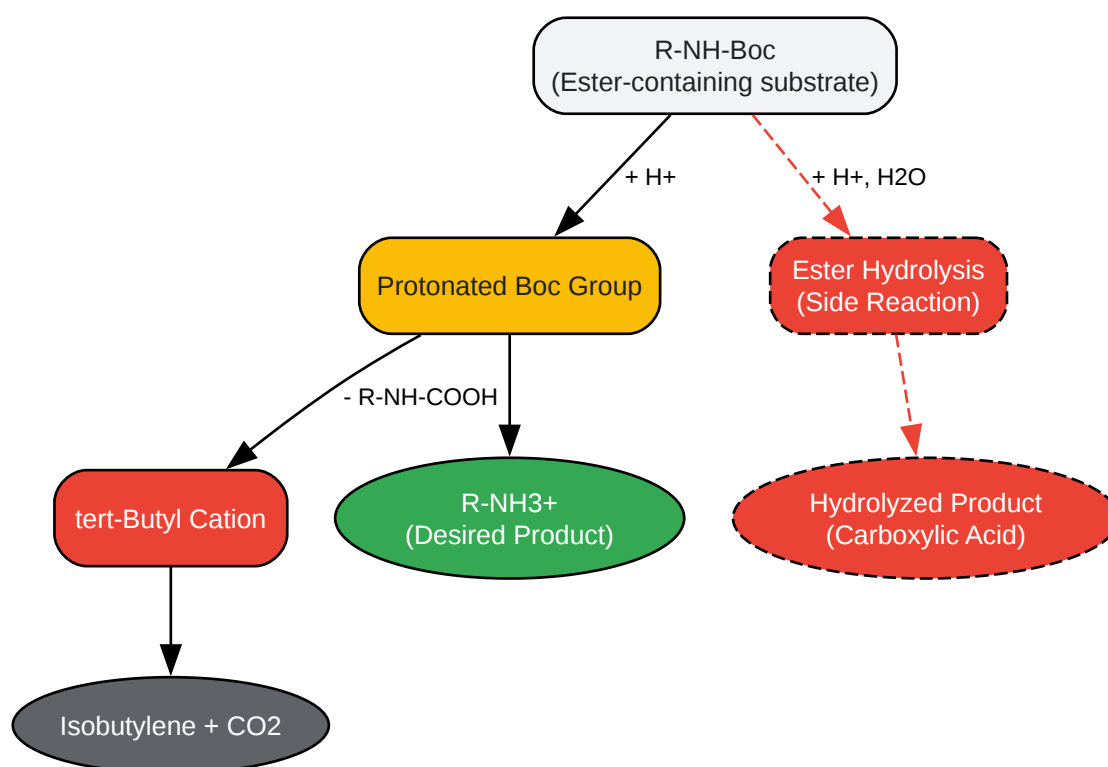 R-NH-Boc
(Ester-containing substrate)
+ H+
+ H+, H2O
Protonated Boc Group
Ester Hydrolysis
(Side Reaction)
- R-NH-COOH
tert-Butyl Cation
R-NH3+
(Desired Product)
Hydrolyzed Product
(Carboxylic Acid)
Isobutylene + CO2